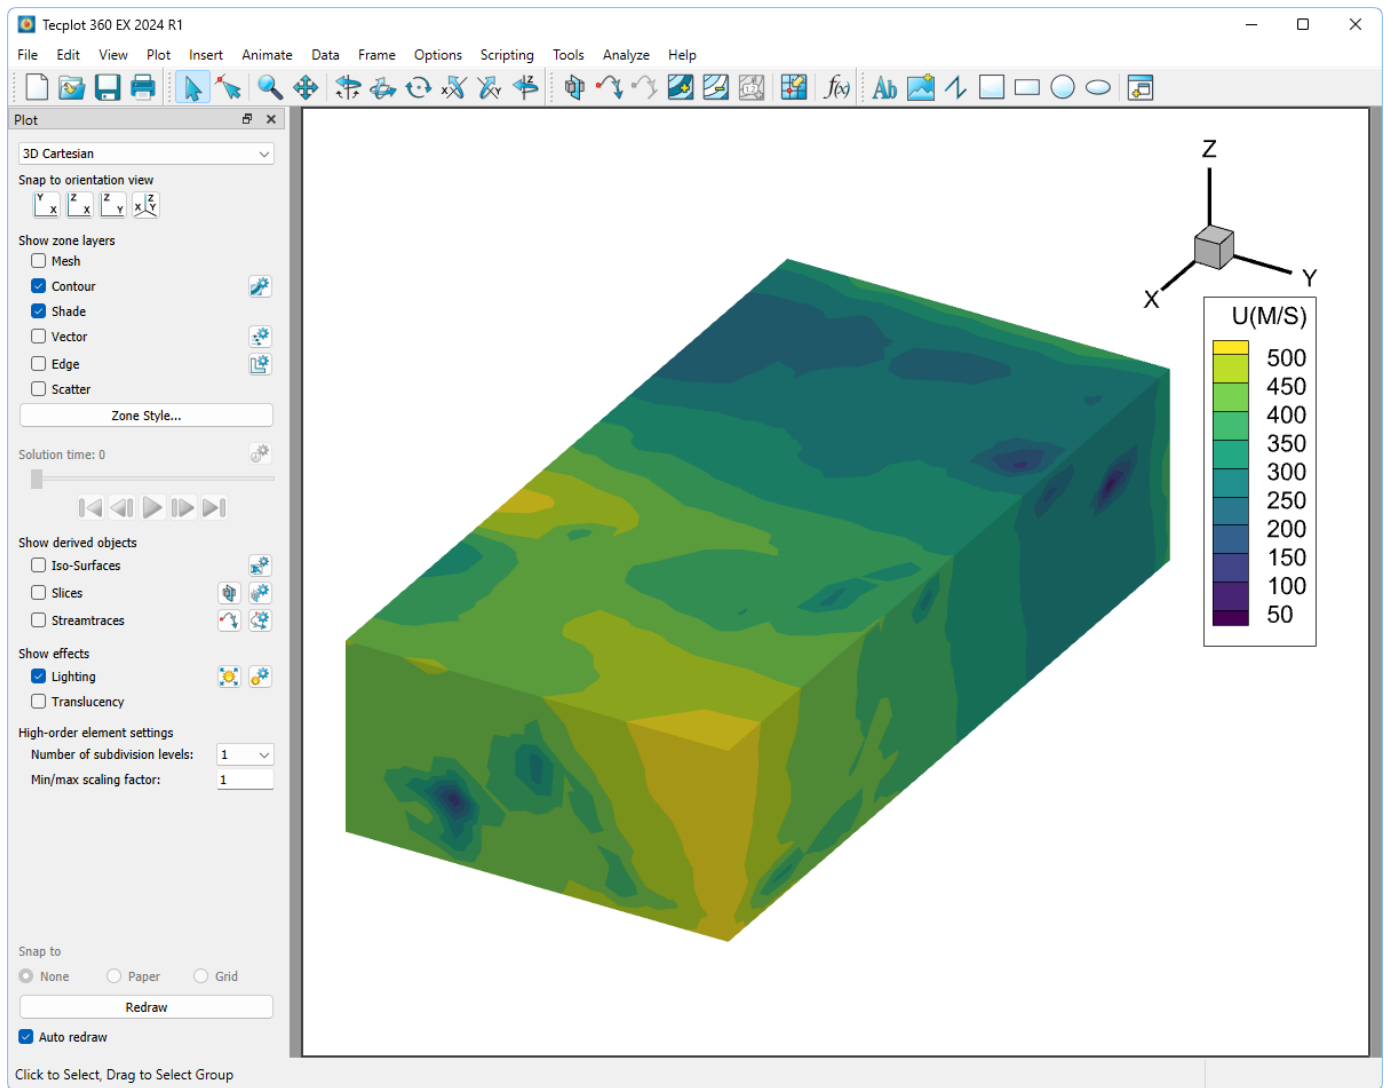 Tecplot 360 EX 2024 R1
File Edit View Plot Insert Animate Data Frame Options Scripting Tools Analyze Help
Ab
Plot
3D Cartesian
Snap to orientation view
Y X Z X Z Y X Z Y
Show zone layers
Mesh
Contour
Shade
Vector
Edge
Scatter
Zone Style...
Solution time: 0
Show derived objects
Iso-Surfaces
Slices
Streamtraces
Show effects
Lighting
Translucency
High-order element settings
Number of subdivision levels: 1
Min/max scaling factor: 1
Snap to
None Paper Grid
Redraw
Auto redraw
Click to Select, Drag to Select Group
Z
Y
X
U(M/S)
500
450
400
350
300
250
200
150
100
50